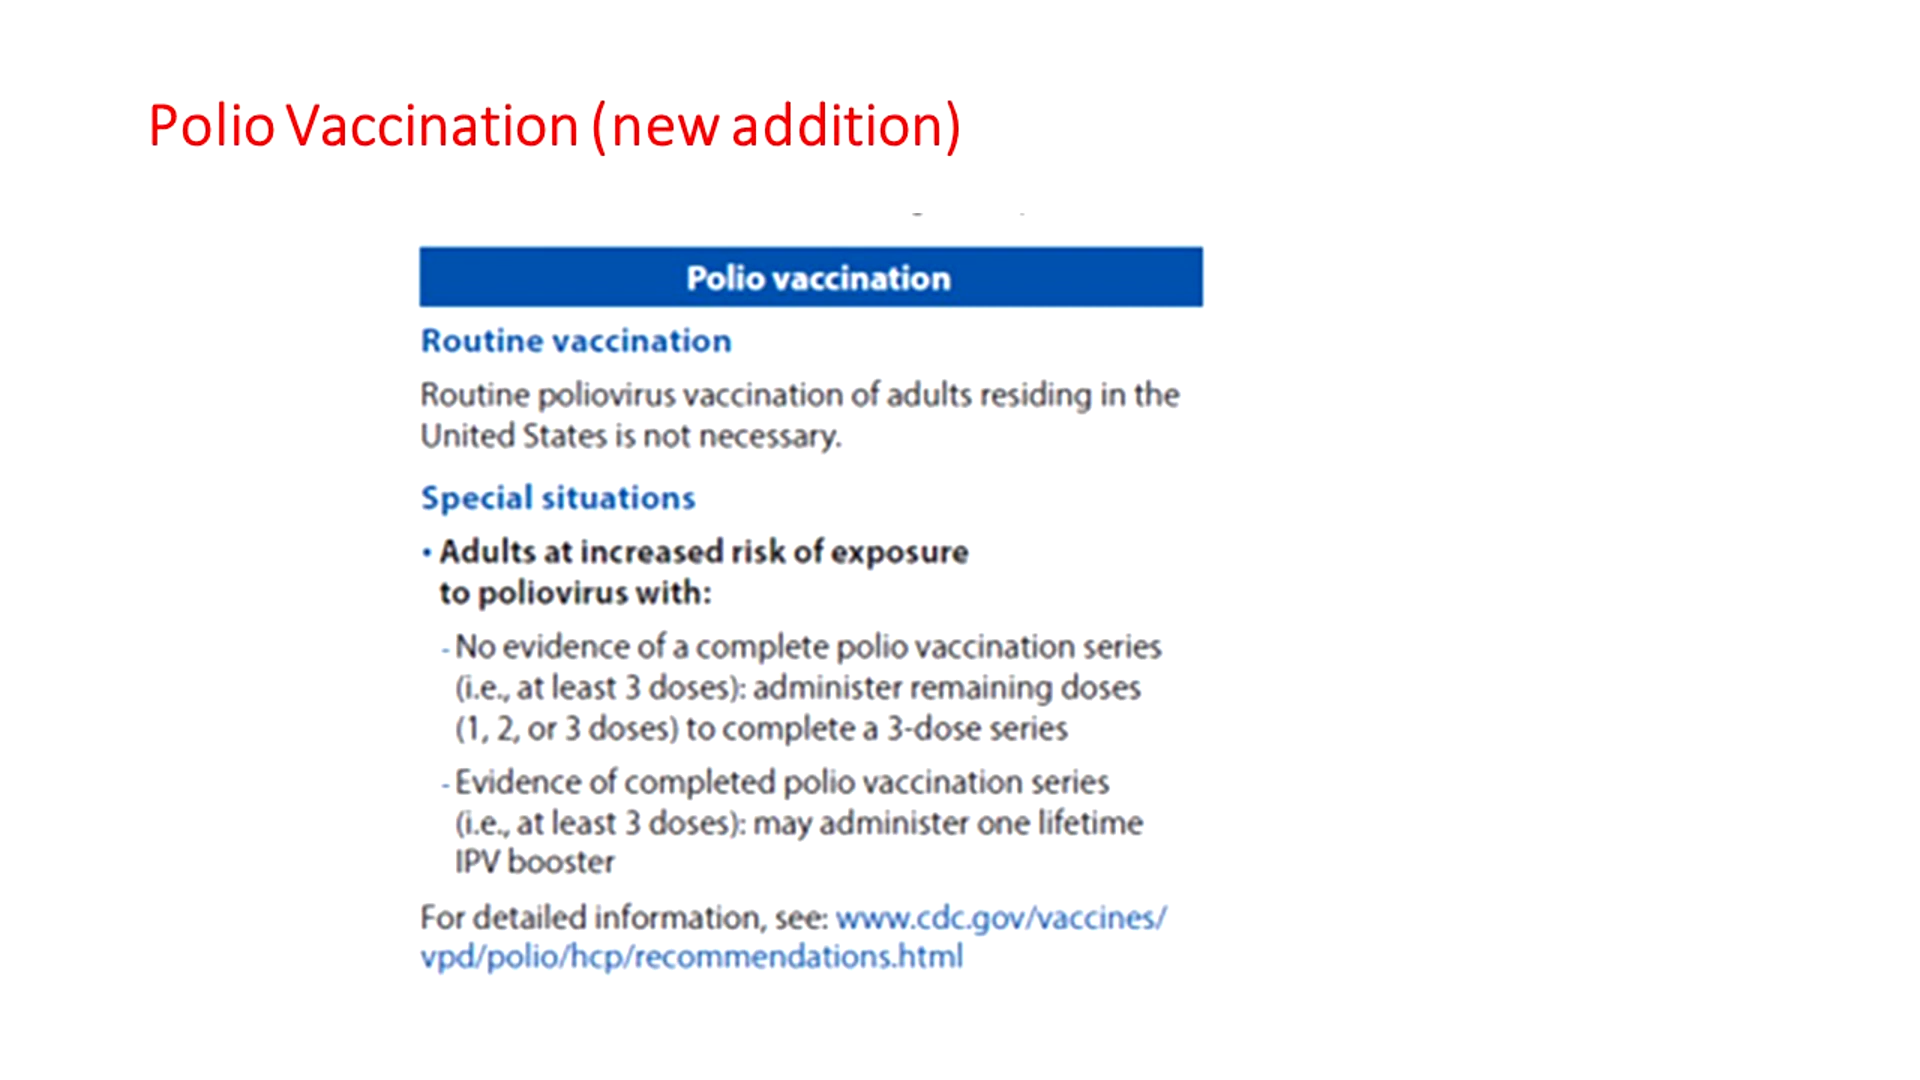 Polio Vaccination (new addition)
Polio vaccination
Routine vaccination
Routine poliovirus vaccination of adults residing in the
United States is not necessary.
Special situations
• Adults at increased risk of exposure
to poliovirus with:
- No evidence of a complete polio vaccination series
(i.e., at least 3 doses): administer remaining doses
(1, 2, or 3 doses) to complete a 3-dose series
- Evidence of completed polio vaccination series
(i.e., at least 3 doses): may administer one lifetime
IPV booster
For detailed information, see: www.cdc.gov/vaccines/
vpd/polio/hcp/recommendations.html